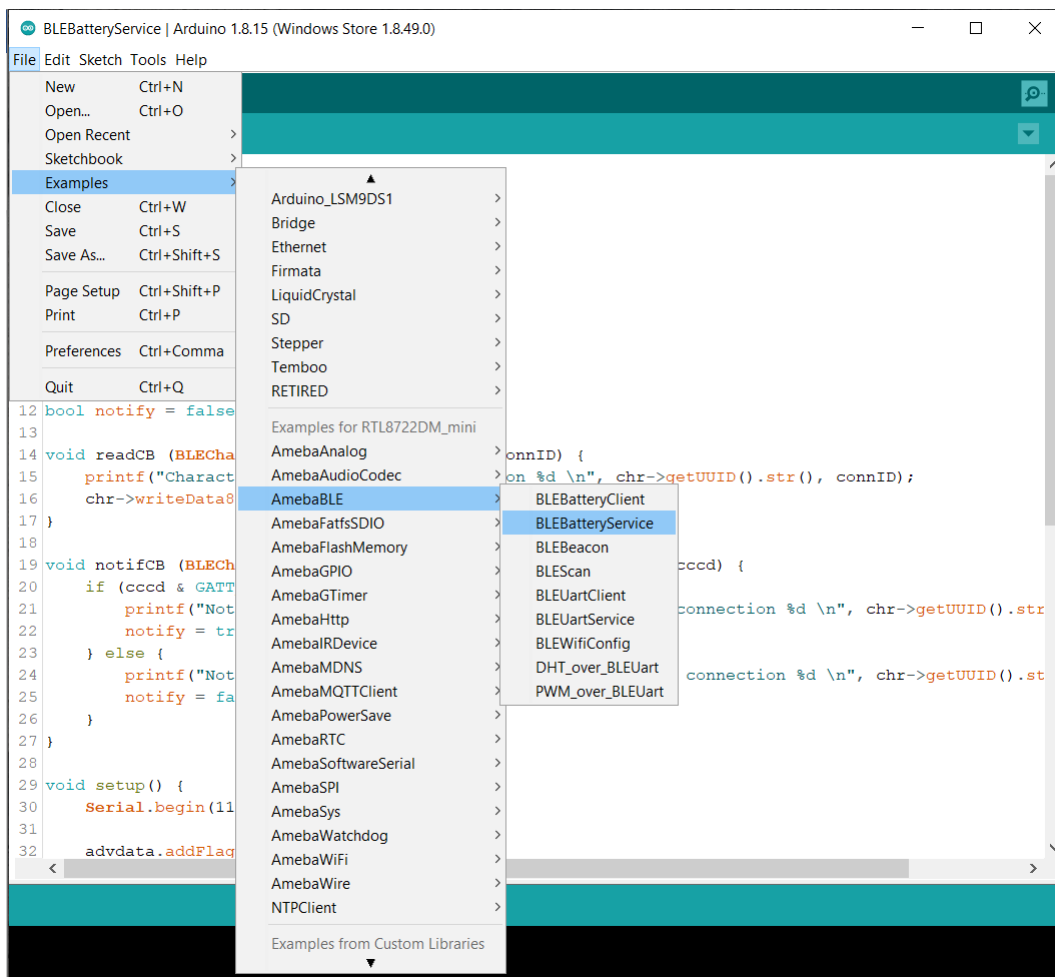 BLEBatteryService | Arduino 1.8.15 (Windows Store 1.8.49.0)
File Edit Sketch Tools Help
New Ctrl+N
Open... Ctrl+O
Open Recent
Sketchbook
Examples
Close Ctrl+W
Save Ctrl+S
Save As... Ctrl+Shift+S
Page Setup Ctrl+Shift+P
Print Ctrl+P
Preferences Ctrl+Comma
Quit Ctrl+Q
Arduino_LSM9DS1
Bridge
Ethernet
Firmata
LiquidCrystal
SD
Stepper
Temboo
RETIRED
Examples for RTL8722DM_mini
AmebaAnalog
AmebaAudioCodec
AmebaBLE
AmebaFatfsSDIO
AmebaFlashMemory
AmebaGPIO
AmebaGTimer
AmebaHttp
AmebaIRDevice
AmebaMDNS
AmebaMQTTClient
AmebaPowerSave
AmebaRTC
AmebaSoftwareSerial
AmebaSPI
AmebaSys
AmebaWatchdog
AmebaWiFi
AmebaWire
NTPClient
Examples from Custom Libraries
BLEBatteryClient
BLEBatteryService
BLEBeacon
BLEScan
BLEUartClient
BLEUartService
BLEWifiConfig
DHT_over_BLEUart
PWM_over_BLEUart
12 bool notify = false
13
14 void readCB (BLECha onnID) {
15 printf("Charact on %d \n", chr->getUUID().str(), connID);
16 chr->writeData8
17 }
18
19 void notifCB (BLECh cccd) {
20 if (cccd & GATT
21 printf("Not connection %d \n", chr->getUUID().str
22 notify = tr
23 } else {
24 printf("Not connection %d \n", chr->getUUID().st
25 notify = fa
26 }
27 }
28
29 void setup() {
30 Serial.begin(11
31
32 advdata.addFlag